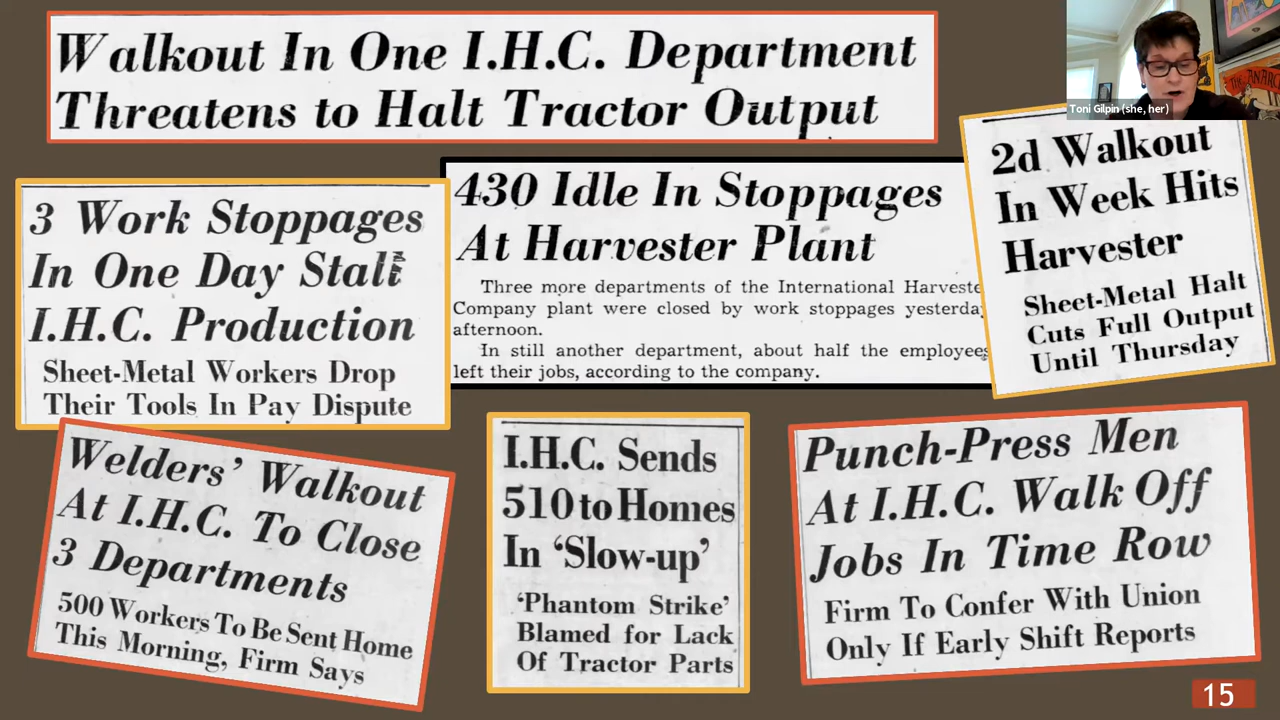 Walkout In One I.H.C. Department
Threatens to Halt Tractor Output
Toni Gilpin (she, her)
THE ANARC
3 Work Stoppages
In One Day Stall
I.H.C. Production
Sheet-Metal Workers Drop
Their Tools In Pay Dispute
430 Idle In Stoppages
At Harvester Plant
Three more departments of the International Harveste
Company plant were closed by work stoppages yesterday
afternoon.
In still another department, about half the employees
left their jobs, according to the company.
2d Walkout
In Week Hits
Harvester
Sheet-Metal Halt
Cuts Full Output
Until Thursday
Welders' Walkout
At I.H.C. To Close
3 Departments
500 Workers To Be Sent Home
This Morning, Firm Says
I.H.C. Sends
510 to Homes
In 'Slow-up'
'Phantom Strike'
Blamed for Lack
Of Tractor Parts
Punch-Press Men
At I.H.C. Walk Off
Jobs In Time Row
Firm To Confer With Union
Only If Early Shift Reports
15